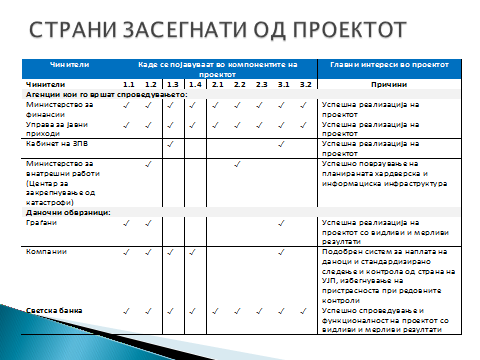 СТРАНИ ЗАСЕГНАТИ ОД ПРОЕКТОТ
Чинители Каде се појавуваат во компонентите на Главни интереси во проектот
проектот
Чинители 1.1 1.2 1.3 1.4 2.1 2.2 2.3 3.1 3.2 Причини
Агенции кои го вршат спроведувањето:
Министерство за ✓ ✓ ✓ ✓ ✓ ✓ ✓ ✓ ✓ Успешна реализација на
финансии проектот
Управа за јавни ✓ ✓ ✓ ✓ ✓ ✓ ✓ ✓ ✓ Успешна реализација на
приходи проектот
Кабинет на ЗПВ ✓ ✓ Успешна реализација на
проектот
Министерство за ✓ ✓ Успешно поврзување на
внатрешни работи планираната хардверска и
(Центар за информациска инфраструктура
закрепнување од
катастрофи)
Даночни обврзници:
Граѓани ✓ ✓ ✓ Успешна реализација на
проектот со видливи и мерливи
резултати
Компании ✓ ✓ ✓ ✓ ✓ Подобрен систем за наплата на
даноци и стандардизирано
следење и контрола од страна на
УЈП, избегнување на
пристрасноста при редовните
контроли
Светска банка ✓ ✓ ✓ ✓ ✓ ✓ ✓ ✓ ✓ Успешно спроведување и
функционалност на проектот со
видливи и мерливи резултати